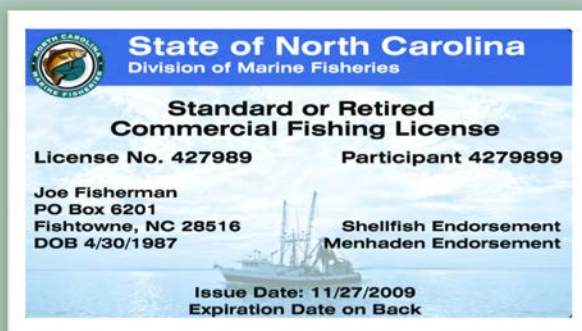 NORTH CAROLINA
MARINE FISHERIES
State of North Carolina
Division of Marine Fisheries
Standard or Retired
Commercial Fishing License
License No. 427989
Participant 4279899
Joe Fisherman
PO Box 6201
Fishtowne, NC 28516
DOB 4/30/1987
Shellfish Endorsement
Menhaden Endorsement
Issue Date: 11/27/2009
Expiration Date on Back